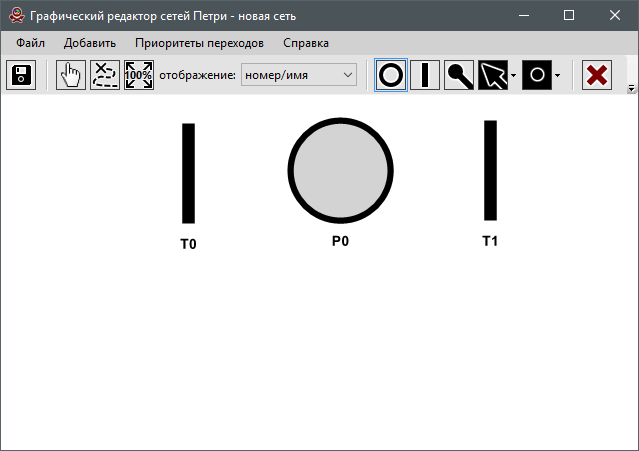 Графический редактор сетей Петри - новая сеть
Файл Добавить Приоритеты переходов Справка
100% отображение: номер/имя
T0 P0 T1